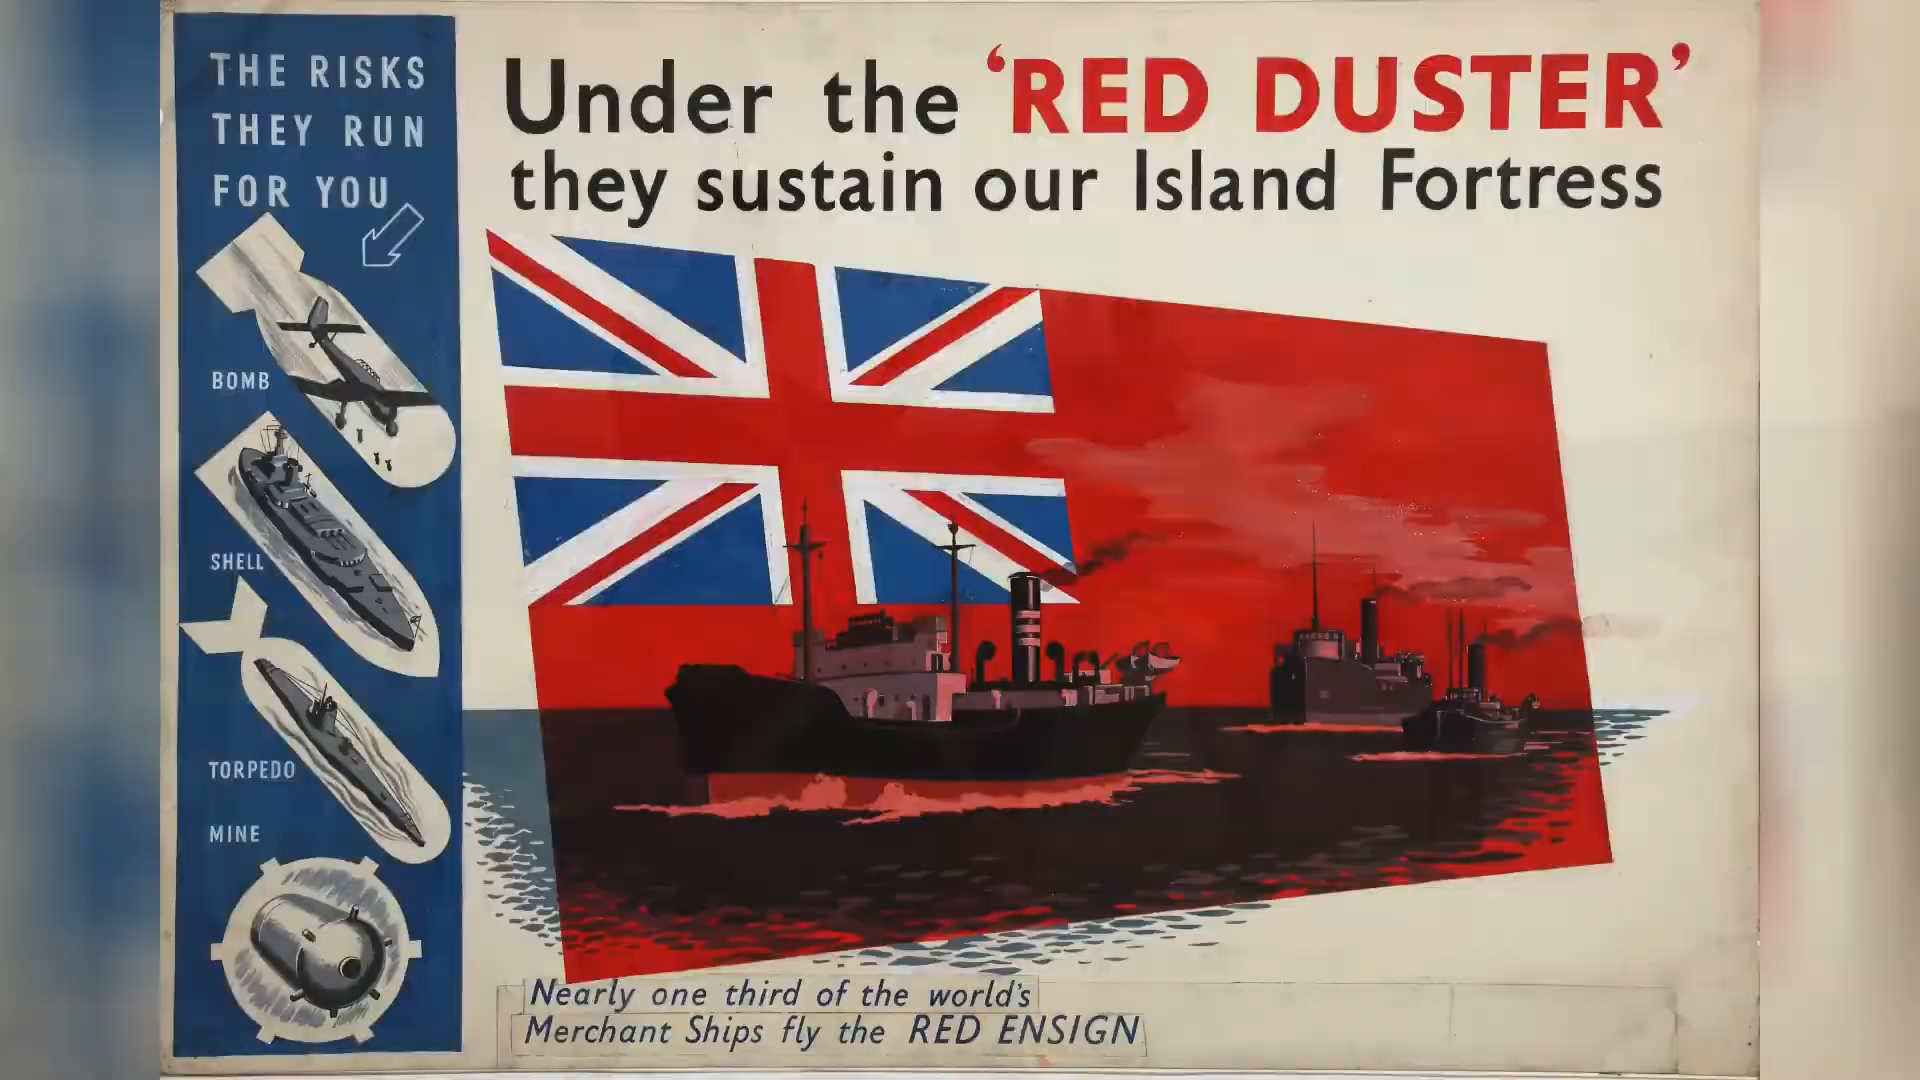 THE RISKS
THEY RUN
FOR YOU
BOMB
SHELL
TORPEDO
MINE
Under the ‘RED DUSTER’
they sustain our Island Fortress
Nearly one third of the world's
Merchant Ships fly the RED ENSIGN